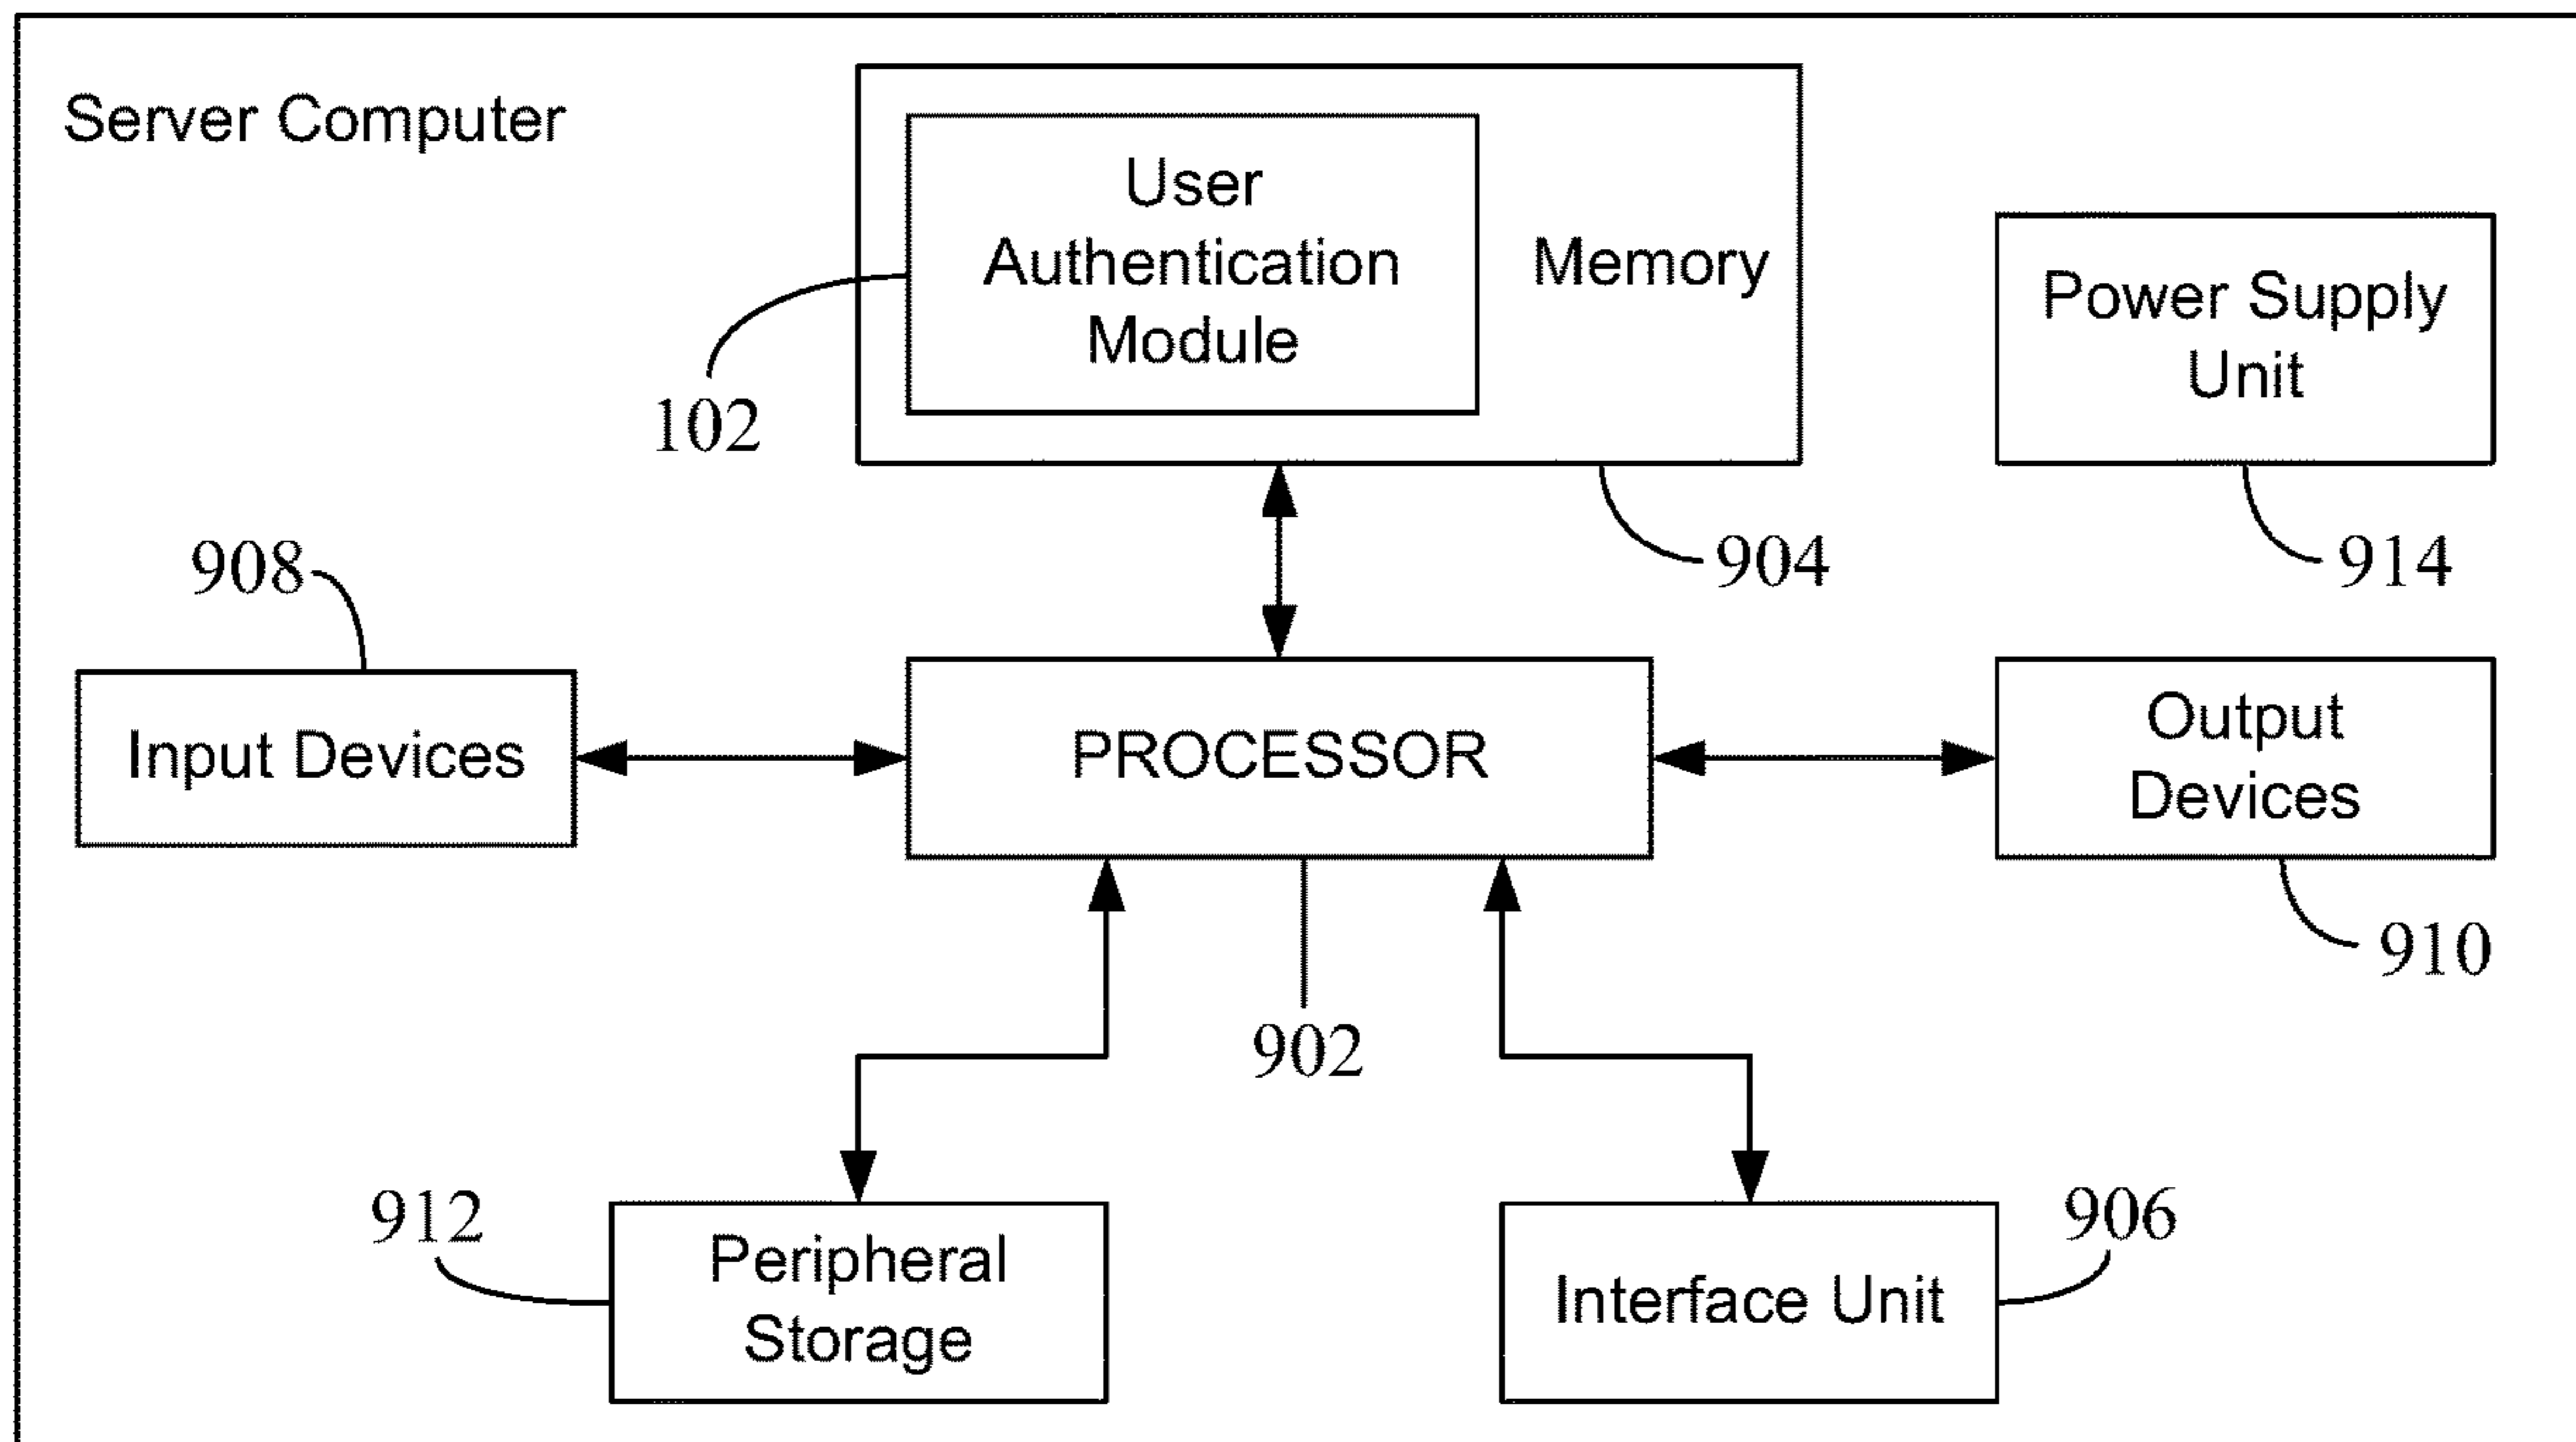 Server Computer
User
Authentication
Module
Memory
Power Supply
Unit
102
908
904
914
Input Devices
PROCESSOR
Output
Devices
910
902
912
Peripheral
Storage
Interface Unit
906